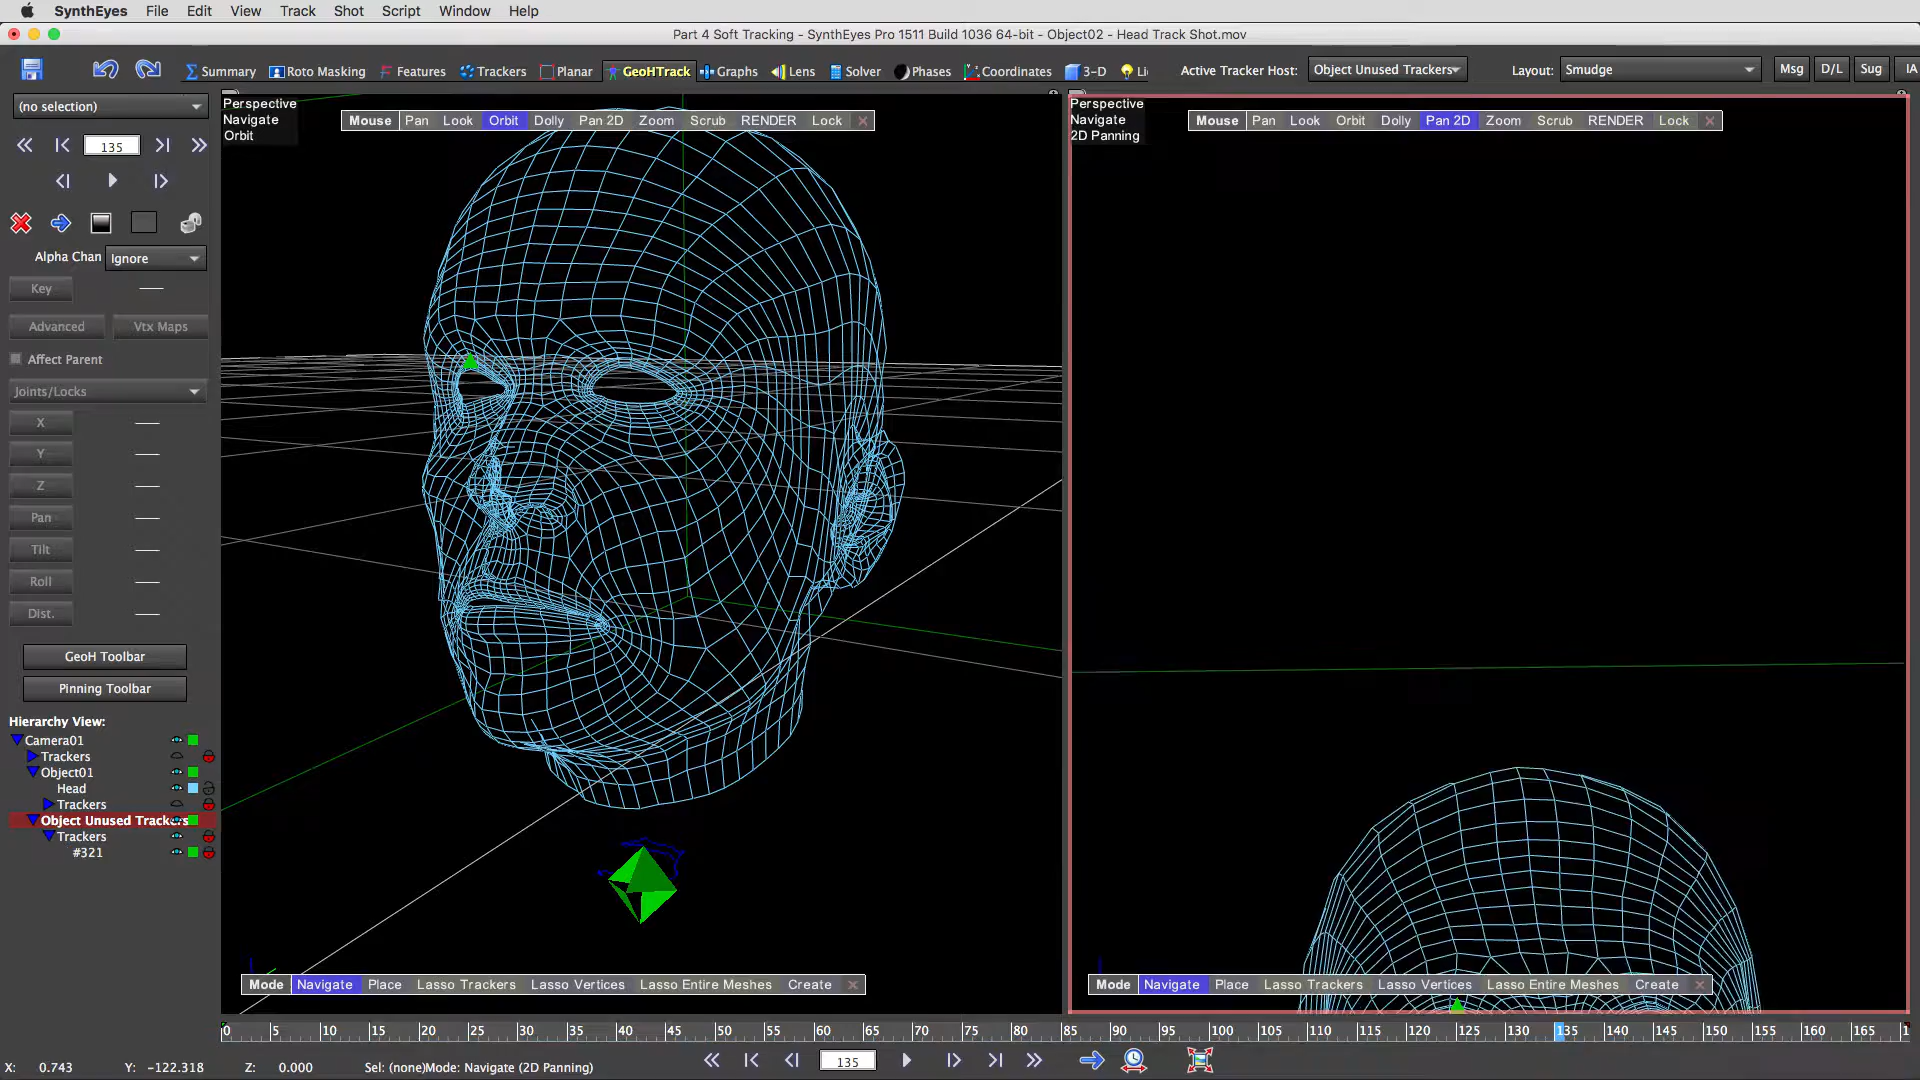 SynthEyes File Edit View Track Shot Script Window Help
Part 4 Soft Tracking - SynthEyes Pro 1511 Build 1036 64-bit - Object02 - Head Track Shot.mov
Summary Roto Masking Features Trackers Planar GeoHTrack Graphs Lens Solver Phases Coordinates 3-D Li Active Tracker Host: Object Unused Trackers Layout: Smudge Msg D/L Sug IA
(no selection)
135
Alpha Chan Ignore
Key
Advanced Vtx Maps
Affect Parent
Joints/Locks
X
Y
Z
Pan
Tilt
Roll
Dist.
GeoH Toolbar
Pinning Toolbar
Hierarchy View:
Camera01
Trackers
Object01
Head
Trackers
Object Unused Trackers
Trackers
#321
Perspective
Navigate
Orbit
Mouse Pan Look Orbit Dolly Pan 2D Zoom Scrub RENDER Lock
Mode Navigate Place Lasso Trackers Lasso Vertices Lasso Entire Meshes Create
Perspective
Navigate
2D Panning
Mouse Pan Look Orbit Dolly Pan 2D Zoom Scrub RENDER Lock
Mode Navigate Place Lasso Trackers Lasso Vertices Lasso Entire Meshes Create
0 5 10 15 20 25 30 35 40 45 50 55 60 65 70 75 80 85 90 95 100 105 110 115 120 125 130 135 140 145 150 155 160 165 1
X: 0.743 Y: -122.318 Z: 0.000 Sel: (none)Mode: Navigate (2D Panning) 135